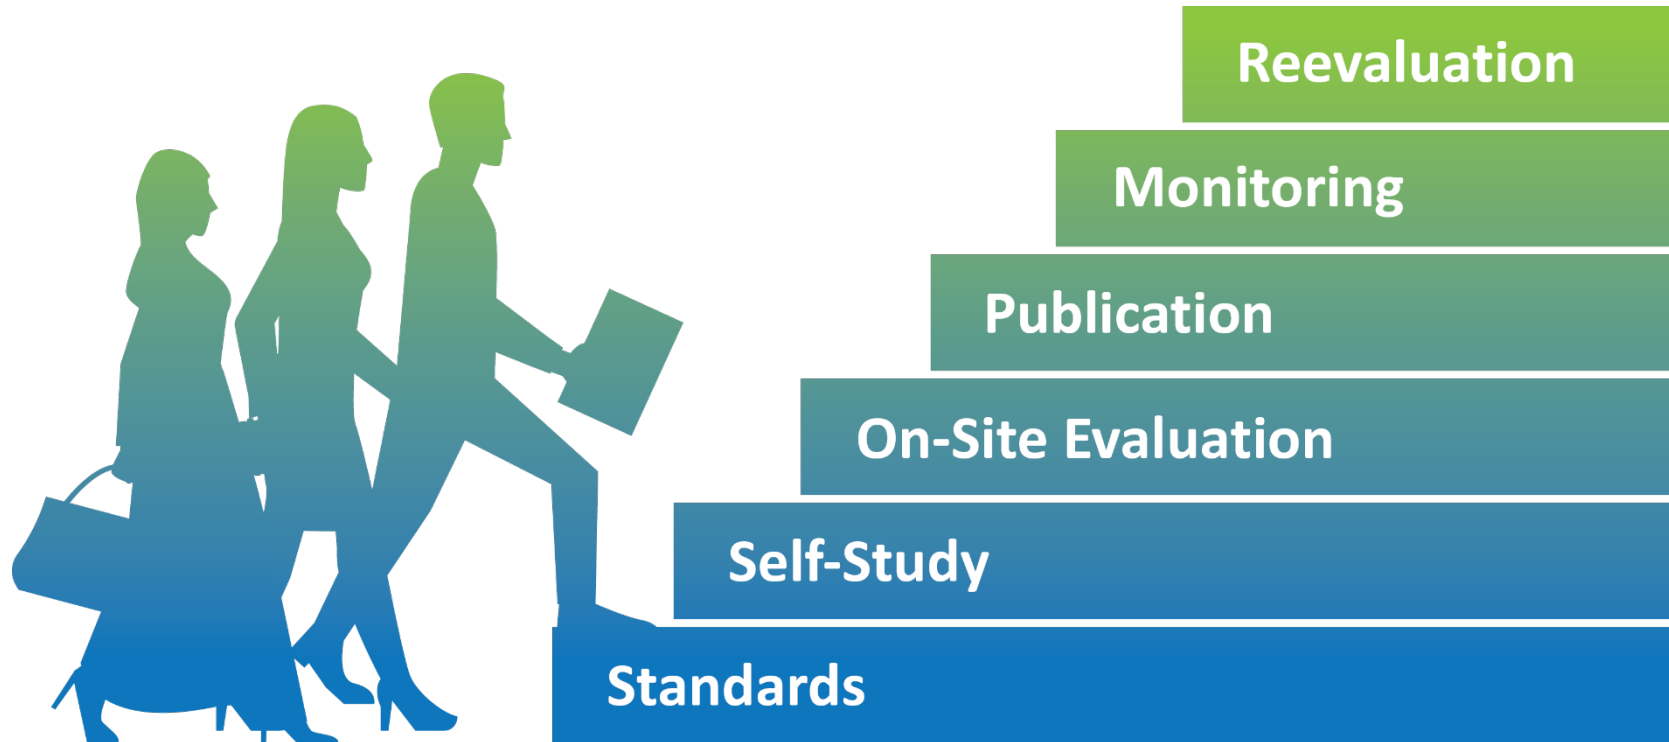 Reevaluation
Monitoring
Publication
On-Site Evaluation
Self-Study
Standards